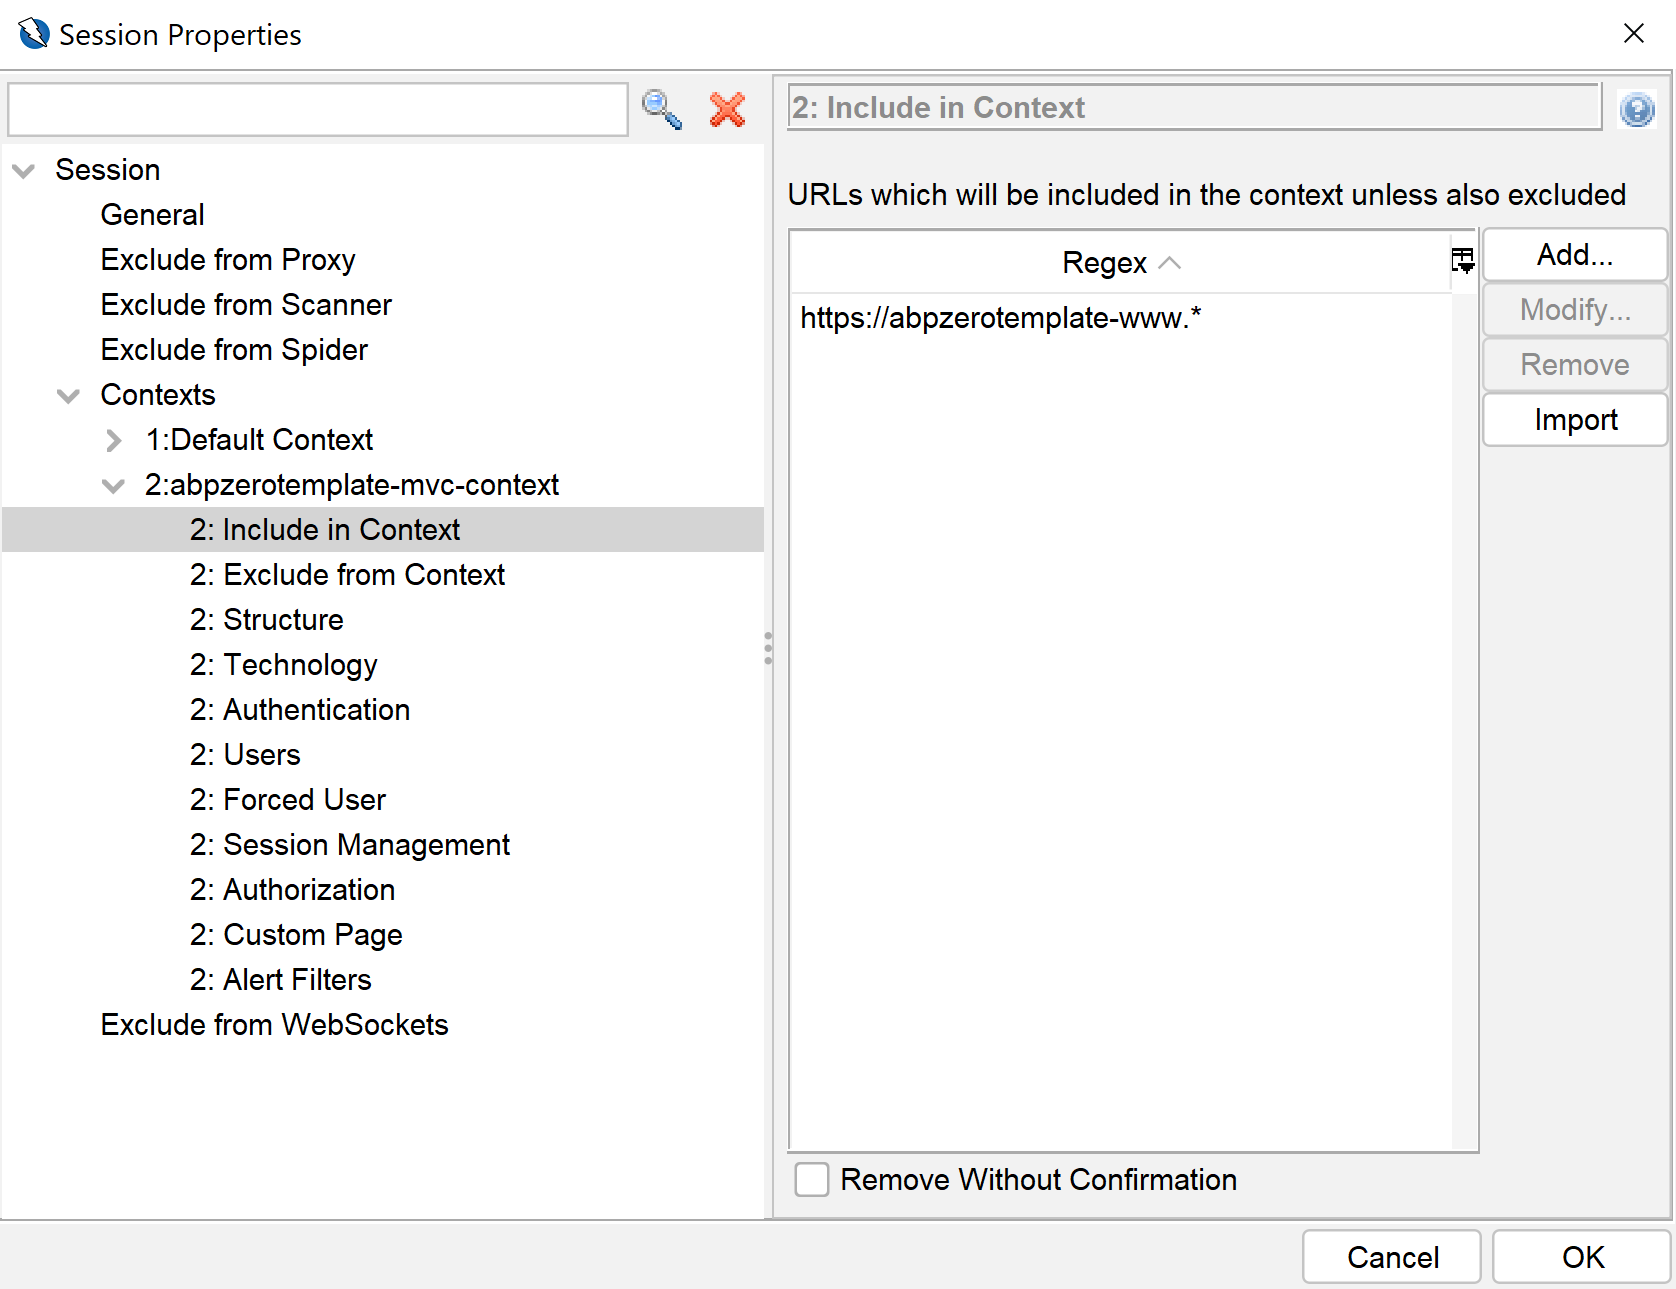 Session Properties
Session
General
Exclude from Proxy
Exclude from Scanner
Exclude from Spider
Contexts
1:Default Context
2:abpzerotemplate-mvc-context
2: Include in Context
2: Exclude from Context
2: Structure
2: Technology
2: Authentication
2: Users
2: Forced User
2: Session Management
2: Authorization
2: Custom Page
2: Alert Filters
Exclude from WebSockets
2: Include in Context
URLs which will be included in the context unless also excluded
Regex
https://abpzerotemplate-www.*
Add...
Modify...
Remove
Import
Remove Without Confirmation
Cancel
OK